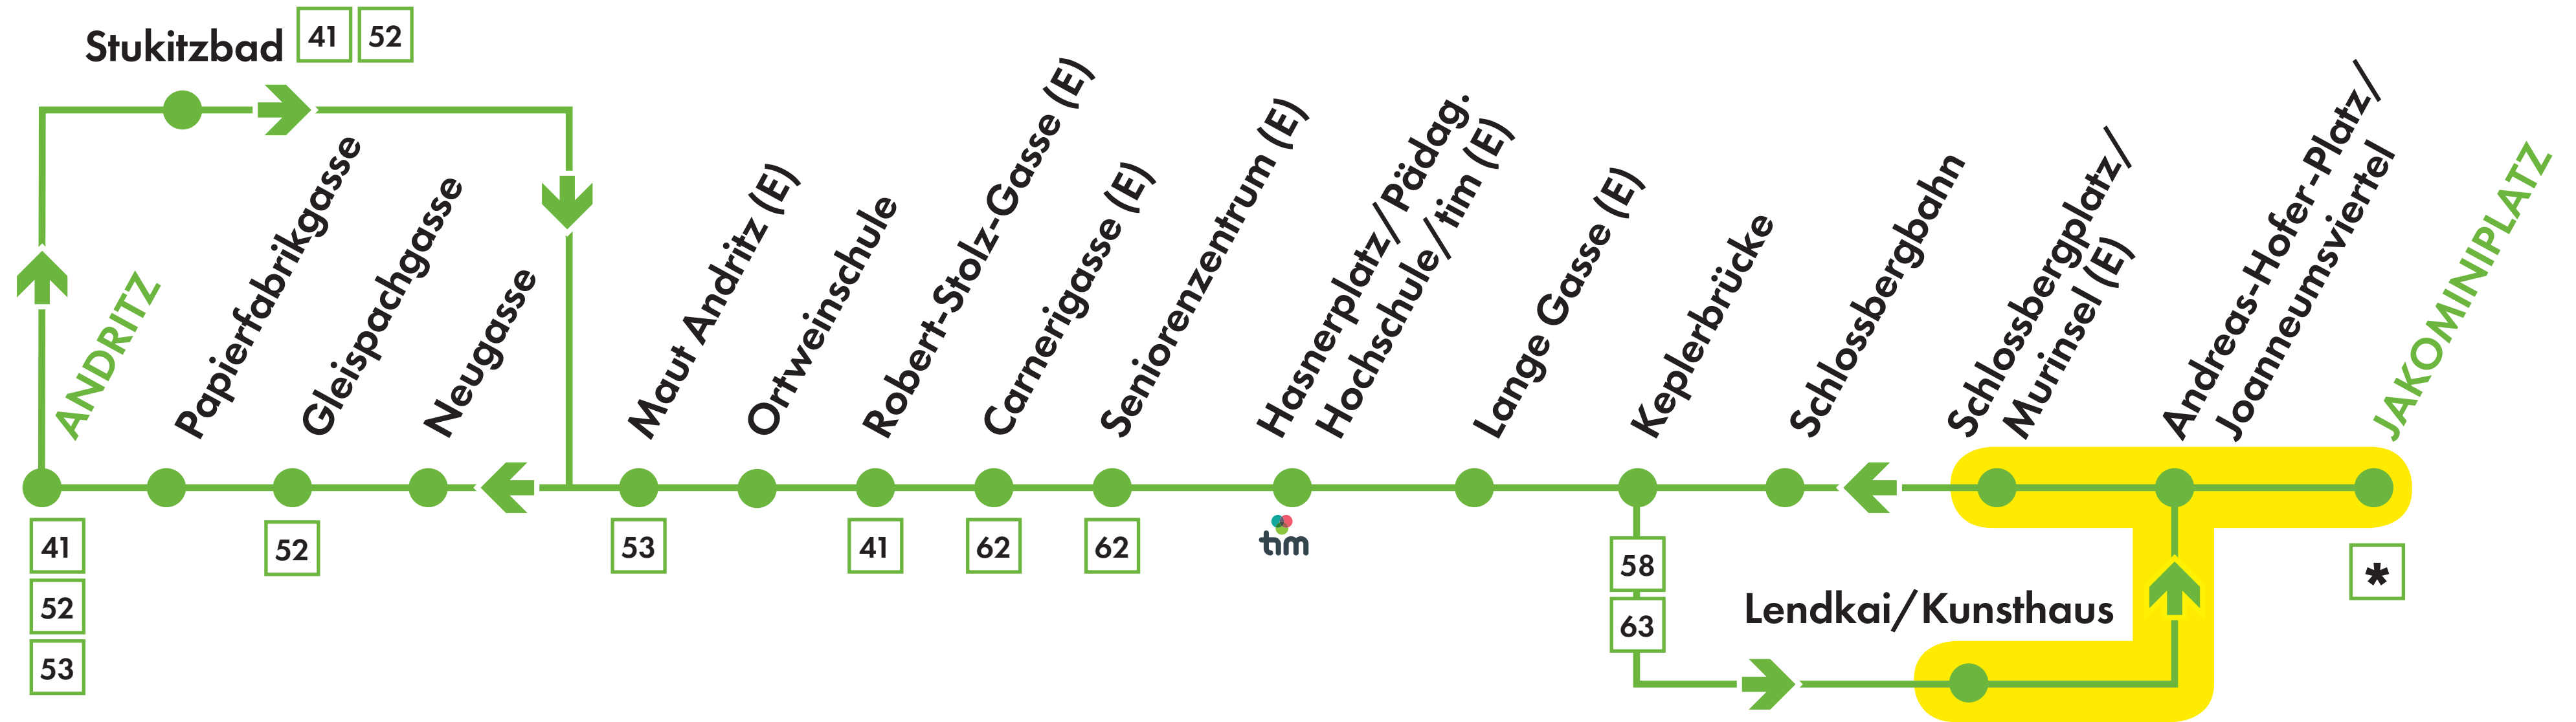 Stukitzbad 41 52
ANDRITZ
Papierfabrikgasse
Gleispachgasse
Neugasse
Maut Andritz (E)
Ortweinschule
Robert-Stolz-Gasse (E)
Carnerigasse (E)
Seniorenzentrum (E)
Hasnerplatz/Pädag.
Hochschule/tim (E)
Lange Gasse (E)
Keplerbrücke
Schlossbergbahn
Schlossbergplatz/
Murinsel (E)
Andreas-Hofer-Platz/
Joanneumsviertel
JAKOMINIPLATZ
41
52
53
52
53
41
62
62
tim
58
63
Lendkai/Kunsthaus
*